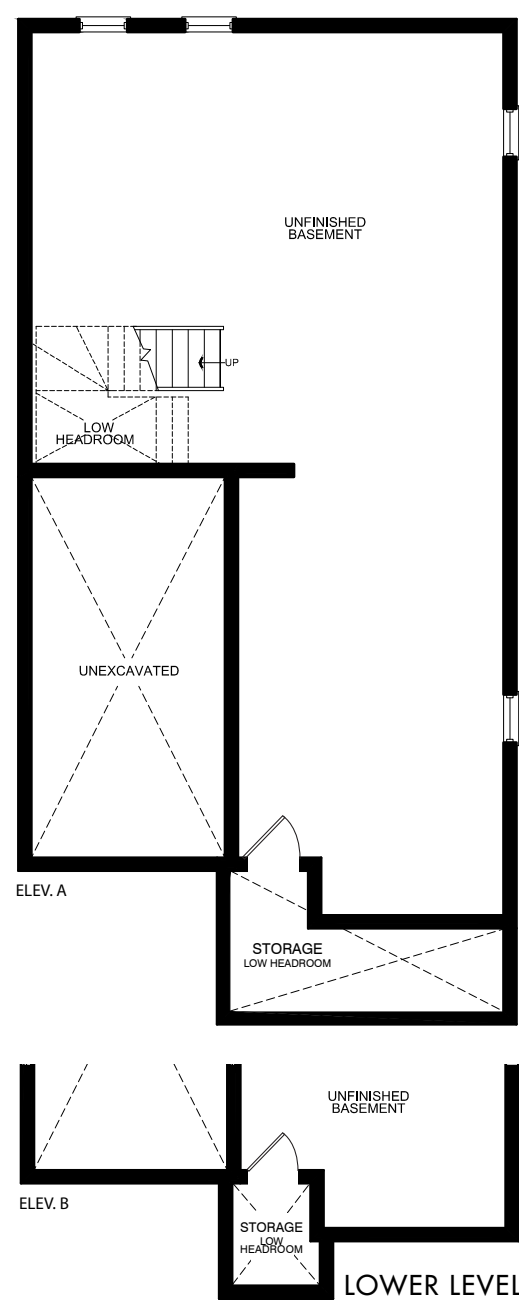 UNFINISHED
BASEMENT
UP
LOW
HEADROOM
UNEXCAVATED
ELEV. A
STORAGE
LOW HEADROOM
UNFINISHED
BASEMENT
ELEV. B
STORAGE
LOW
HEADROOM
LOWER LEVEL